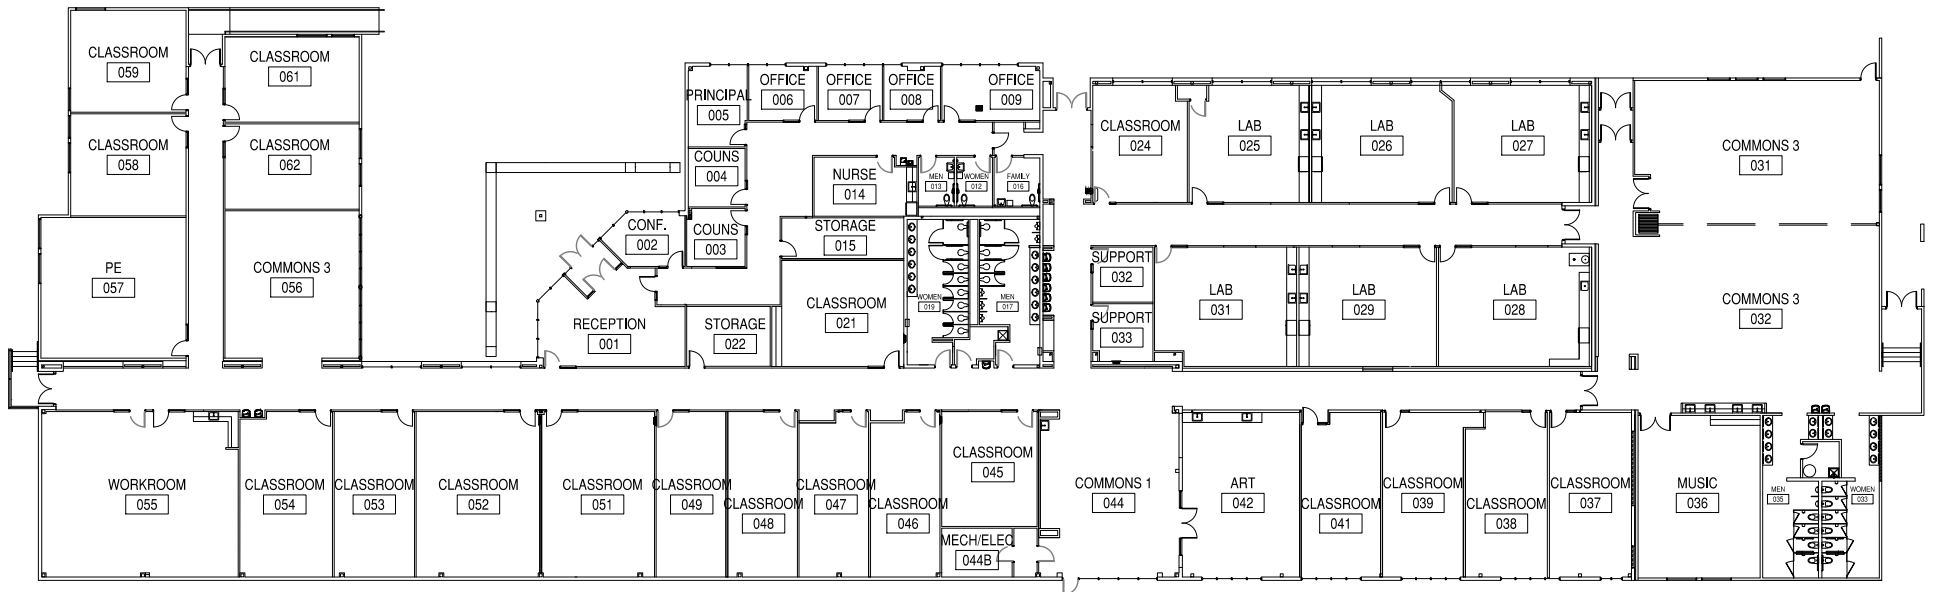 CLASSROOM
059
CLASSROOM
061
CLASSROOM
058
CLASSROOM
062
PE
057
COMMONS 3
056
PRINCIPAL
005
OFFICE
006
OFFICE
007
OFFICE
008
OFFICE
009
COUNS
004
COUNS
003
CONF.
002
NURSE
014
MEN
013
WOMEN
012
FAMILY
016
STORAGE
015
CLASSROOM
021
WOMEN
019
MEN
017
RECEPTION
001
STORAGE
022
CLASSROOM
024
LAB
025
LAB
026
LAB
027
COMMONS 3
031
SUPPORT
032
SUPPORT
033
LAB
031
LAB
029
LAB
028
COMMONS 3
032
WORKROOM
055
CLASSROOM
054
CLASSROOM
053
CLASSROOM
052
CLASSROOM
051
CLASSROOM
049
CLASSROOM
048
CLASSROOM
047
CLASSROOM
046
CLASSROOM
045
MECH/ELEC
044B
COMMONS 1
044
ART
042
CLASSROOM
041
CLASSROOM
039
CLASSROOM
038
CLASSROOM
037
MUSIC
036
MEN
035
WOMEN
033